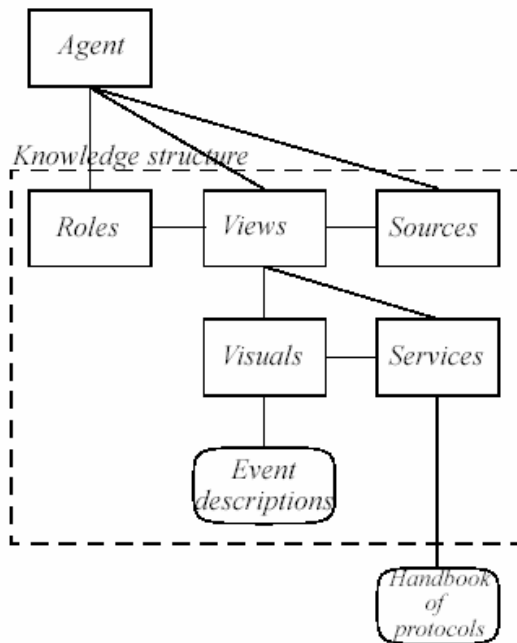 Agent
Knowledge structure
Roles
Views
Sources
Visuals
Services
Event
descriptions
Handbook
of
protocols